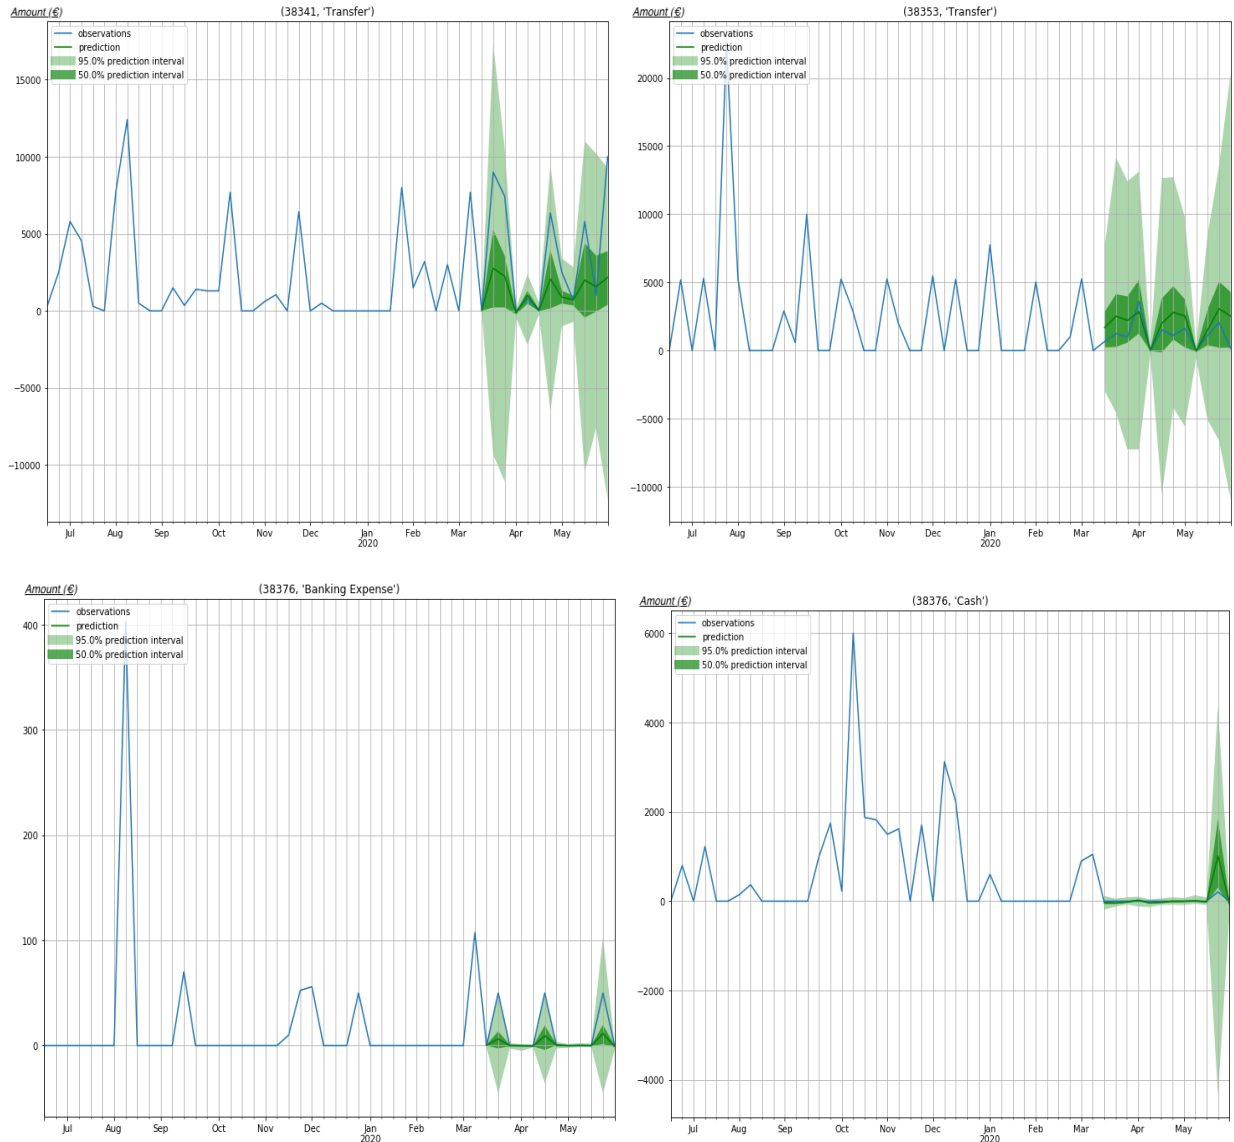 Amount (€)
(38341, 'Transfer')
observations
prediction
95.0% prediction interval
50.0% prediction interval
15000
10000
5000
0
−5000
−10000
Jul Aug Sep Oct Nov Dec Jan Feb Mar Apr May
2020
Amount (€)
(38353, 'Transfer')
observations
prediction
95.0% prediction interval
50.0% prediction interval
20000
15000
10000
5000
0
−5000
−10000
Jul Aug Sep Oct Nov Dec Jan Feb Mar Apr May
2020
Amount (€)
(38376, 'Banking Expense')
observations
prediction
95.0% prediction interval
50.0% prediction interval
400
300
200
100
0
Jul Aug Sep Oct Nov Dec Jan Feb Mar Apr May
2020
Amount (€)
(38376, 'Cash')
observations
prediction
95.0% prediction interval
50.0% prediction interval
6000
4000
2000
0
−2000
−4000
Jul Aug Sep Oct Nov Dec Jan Feb Mar Apr May
2020